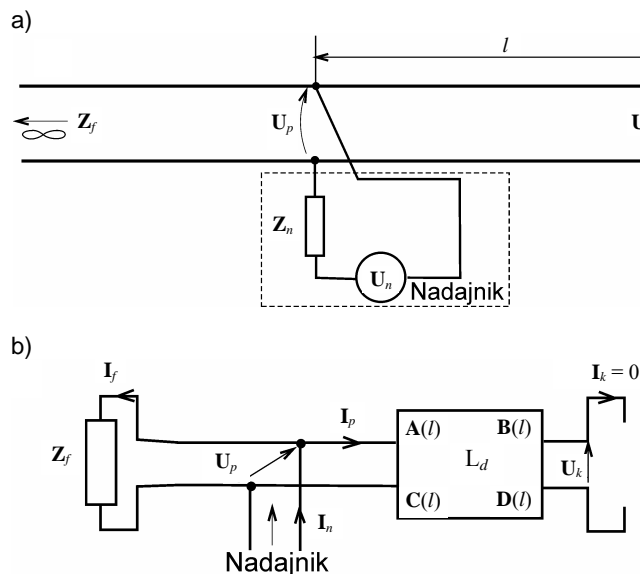 a)
l
Z_f
U_p
U
Z_n
U_n
Nadajnik
b)
I_f
I_k = 0
I_p
Z_f
A(l) B(l)
U_p
L_d
U_k
C(l) D(l)
I_n
Nadajnik